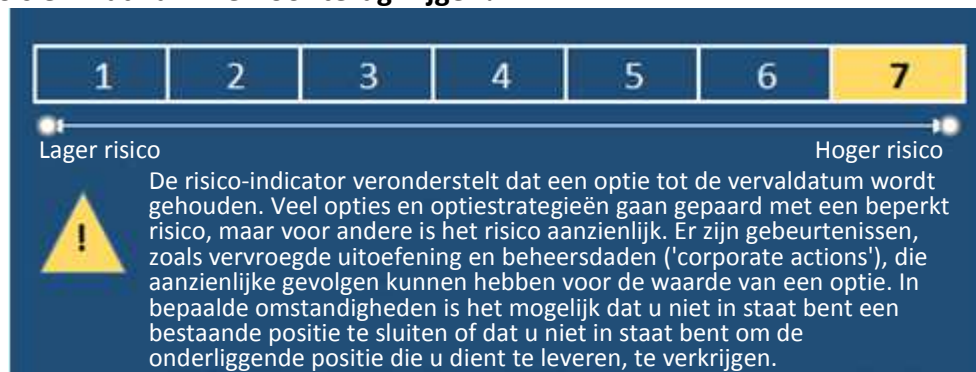 1 2 3 4 5 6 7
Lager risico Hoger risico
De risico-indicator veronderstelt dat een optie tot de vervaldatum wordt
gehouden. Veel opties en optiestrategieën gaan gepaard met een beperkt
!
risico, maar voor andere is het risico aanzienlijk. Er zijn gebeurtenissen,
zoals vervroegde uitoefening en beheersdaden ('corporate actions'), die
aanzienlijke gevolgen kunnen hebben voor de waarde van een optie. In
bepaalde omstandigheden is het mogelijk dat u niet in staat bent een
bestaande positie te sluiten of dat u niet in staat bent om de
onderliggende positie die u dient te leveren, te verkrijgen.